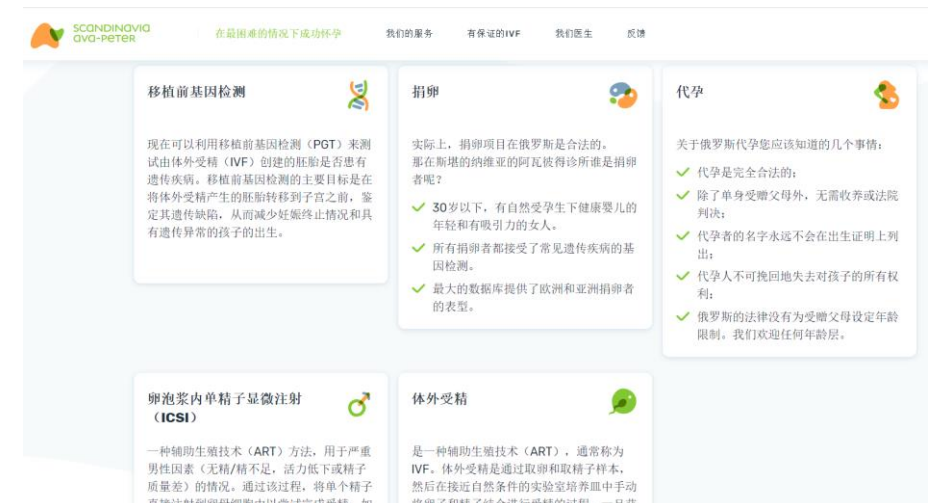 SCANDINAVIA
AVA-PETER
在最困难的情况下成功怀孕
我们的服务
有保证的IVF
我们医生
反馈
移植前基因检测
现在可以利用移植前基因检测（PGT）来测
试由体外受精（IVF）创建的胚胎是否患有
遗传疾病。移植前基因检测的主要目标是在
将体外受精产生的胚胎转移到子宫之前，鉴
定其遗传缺陷，从而减少妊娠终止情况和具
有遗传异常的孩子的出生。
捐卵
实际上，捐卵项目在俄罗斯是合法的。
那在斯堪的纳维亚的阿瓦彼得诊所谁是捐卵
者呢？
30岁以下，有自然受孕生下健康婴儿的
年轻和有吸引力的女人。
所有捐卵者都接受了常见遗传疾病的基
因检测。
最大的数据库提供了欧洲和亚洲捐卵者
的表型。
代孕
关于俄罗斯代孕您应该知道的几个事情：
代孕是完全合法的；
除了单身受赠父母外，无需收养或法院
判决；
代孕者的名字永远不会在出生证明上列
出；
代孕人不可挽回地失去对孩子的所有权
利；
俄罗斯的法律没有为受赠父母设定年龄
限制。我们欢迎任何年龄层。
卵泡浆内单精子显微注射
（ICSI）
一种辅助生殖技术（ART）方法，用于严重
男性因素（无精/精不足，活力低下或精子
质量差）的情况。通过该过程，将单个精子
体外受精
是一种辅助生殖技术（ART），通常称为
IVF。体外受精是通过取卵和取精子样本，
然后在接近自然条件的实验室培养皿中手动